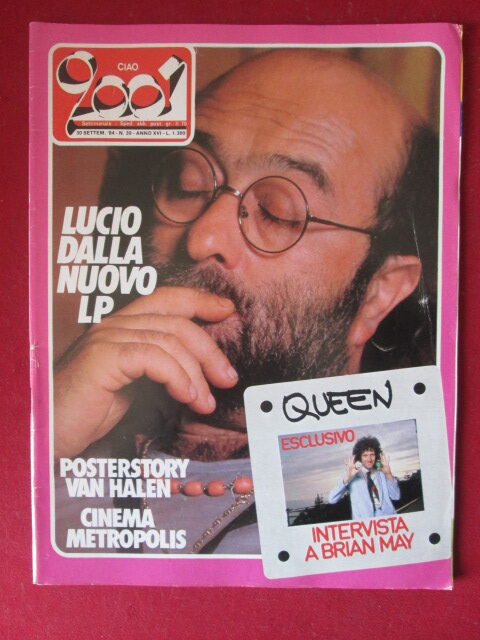 CIAO
2001
Settimanale - Sped. abb. post. gr. II 70
30 SETTEM. '84 - N. 39 - ANNO XVI - L. 1.300
LUCIO
DALLA
NUOVO
LP
POSTERSTORY
VAN HALEN
CINEMA
METROPOLIS
QUEEN
ESCLUSIVO
INTERVISTA
A BRIAN MAY